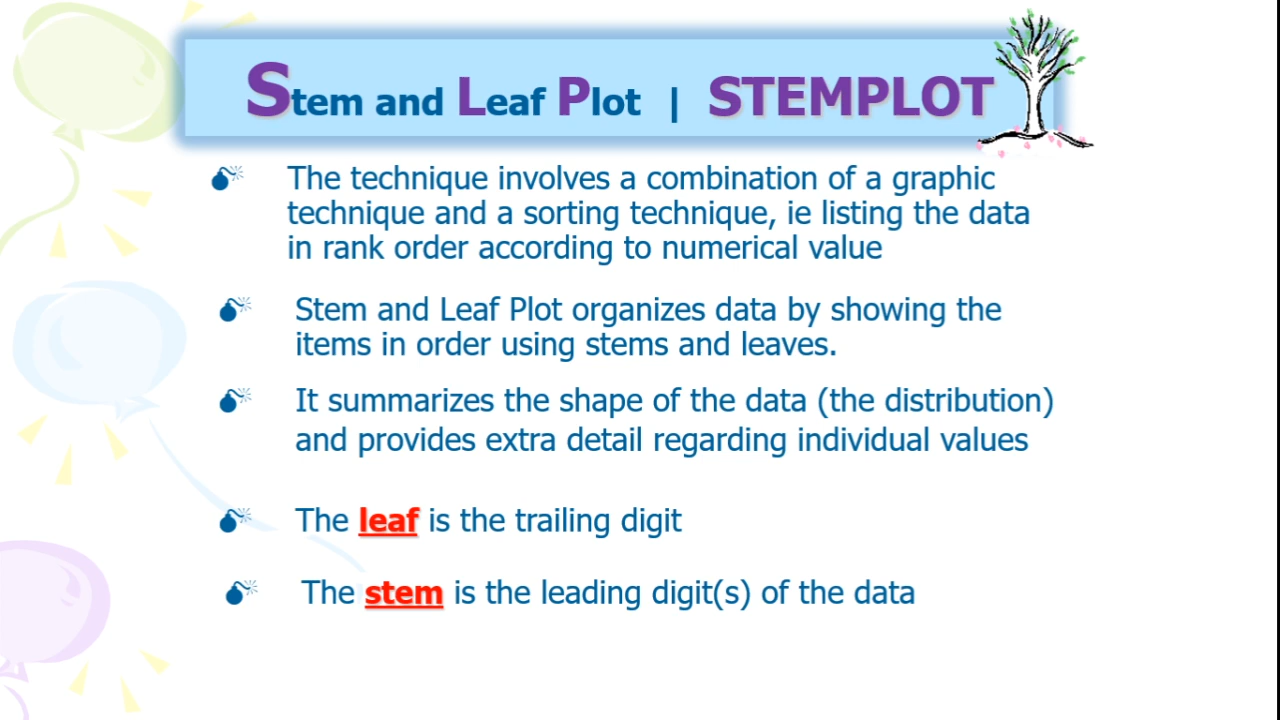 Stem and Leaf Plot | STEMPLOT
The technique involves a combination of a graphic
technique and a sorting technique, ie listing the data
in rank order according to numerical value
Stem and Leaf Plot organizes data by showing the
items in order using stems and leaves.
It summarizes the shape of the data (the distribution)
and provides extra detail regarding individual values
The leaf is the trailing digit
The stem is the leading digit(s) of the data